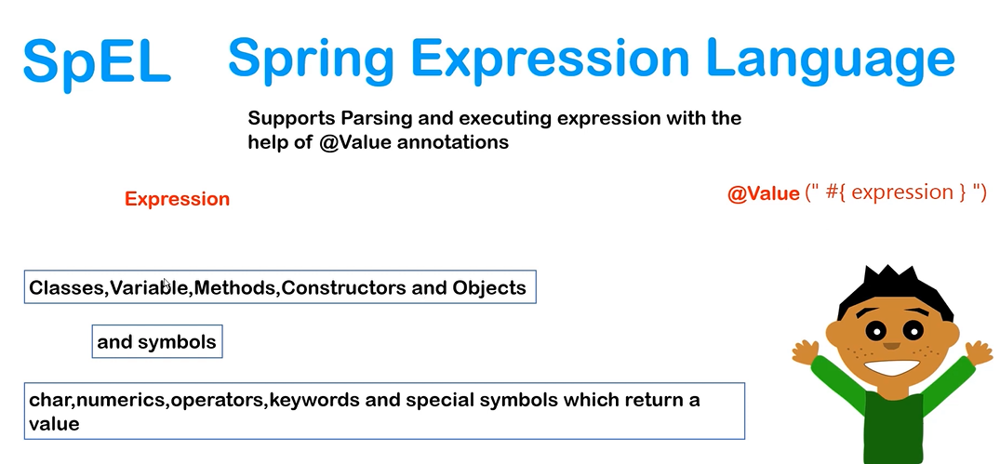 SpEL Spring Expression Language
Supports Parsing and executing expression with the
help of @Value annotations
Expression
@Value (" #{ expression } ")
Classes,Variable,Methods,Constructors and Objects
and symbols
char,numerics,operators,keywords and special symbols which return a
value